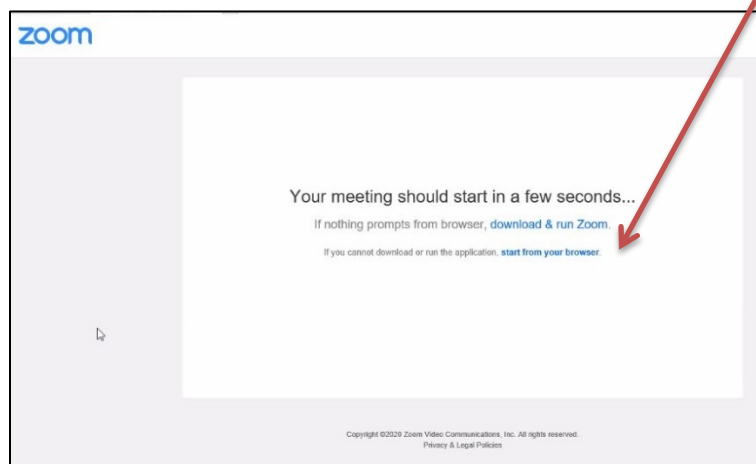 zoom
Your meeting should start in a few seconds...
If nothing prompts from browser, download & run Zoom.
If you cannot download or run the application, start from your browser.
Copyright ©2020 Zoom Video Communications, Inc. All rights reserved.
Privacy & Legal Policies